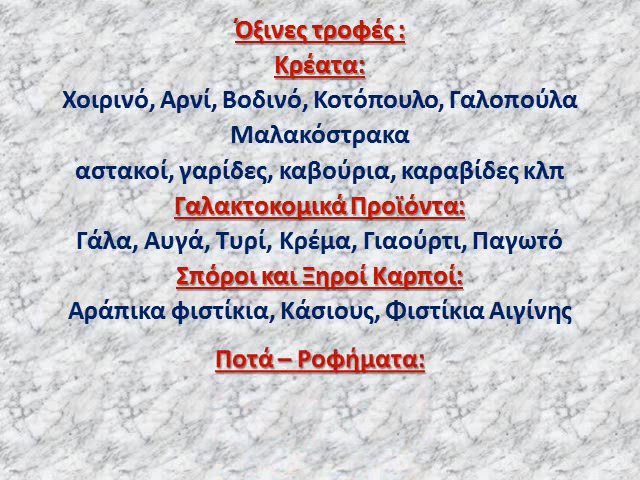 Όξινες τροφές :
Κρέατα:
Χοιρινό, Αρνί, Βοδινό, Κοτόπουλο, Γαλοπούλα
Μαλακόστρακα
αστακοί, γαρίδες, καβούρια, καραβίδες κλπ
Γαλακτοκομικά Προϊόντα:
Γάλα, Αυγά, Τυρί, Κρέμα, Γιαούρτι, Παγωτό
Σπόροι και Ξηροί Καρποί:
Αράπικα φιστίκια, Κάσιους, Φιστίκια Αιγίνης
Ποτά – Ροφήματα: